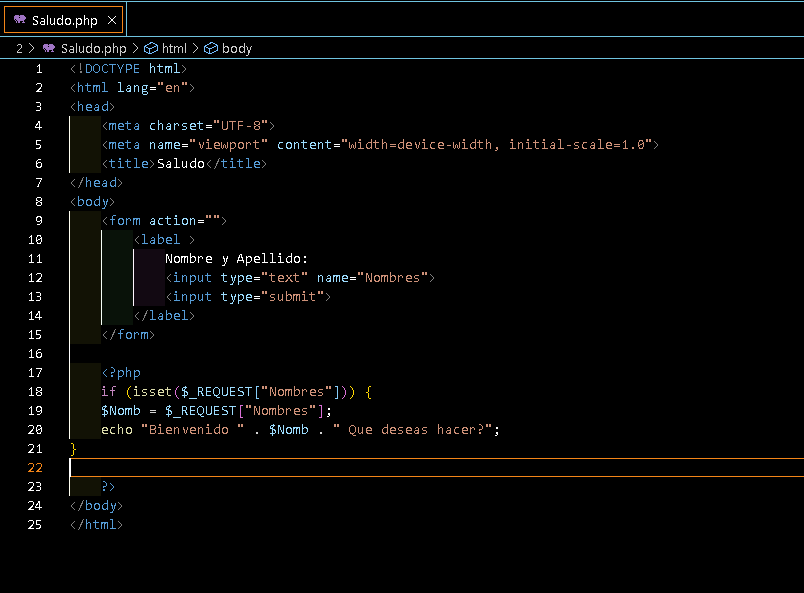 Saludo.php ×
2 > Saludo.php > html > body
1 <!DOCTYPE html>
2 <html lang="en">
3 <head>
4     <meta charset="UTF-8">
5     <meta name="viewport" content="width=device-width, initial-scale=1.0">
6     <title>Saludo</title>
7 </head>
8 <body>
9     <form action="">
10         <label >
11             Nombre y Apellido:
12             <input type="text" name="Nombres">
13             <input type="submit">
14         </label>
15     </form>
16
17     <?php
18     if (isset($_REQUEST["Nombres"])) {
19     $Nomb = $_REQUEST["Nombres"];
20     echo "Bienvenido " . $Nomb . " Que deseas hacer?";
21 }
22
23     ?>
24 </body>
25 </html>